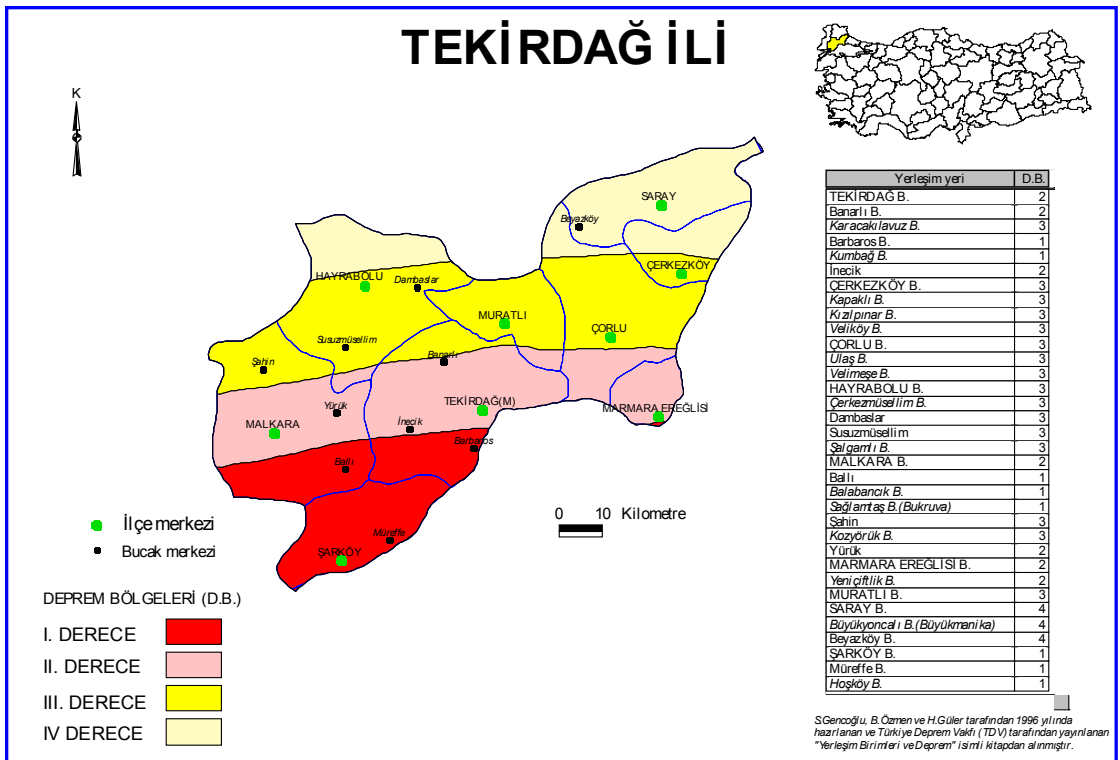 TEKİRDAĞ İLİ
K
SARAY
Beyazköy
ÇERKEZKÖY
HAYRABOLU
Dambaslar
MURATLI
ÇORLU
Susuzmüsellim
Banarlı
Şahin
Yürük
TEKİRDAĞ(M)
MARMARA EREĞLİSİ
MALKARA
İnecik
Barbaros
Ballı
Müreffe
ŞARKÖY
0 10 Kilometre
İlçe merkezi
Bucak merkezi
DEPREM BÖLGELERİ (D.B.)
I. DERECE
II. DERECE
III. DERECE
IV DERECE
Yerleşim yeri D.B.
TEKİRDAĞ B. 2
Banarlı B. 2
Karacakılavuz B. 3
Barbaros B. 1
Kumbağ B. 1
İnecik 2
ÇERKEZKÖY B. 3
Kapaklı B. 3
Kızılpınar B. 3
Veliköy B. 3
ÇORLU B. 3
Ulaş B. 3
Velimeşe B. 3
HAYRABOLU B. 3
Çerkezmüsellim B. 3
Dambaslar 3
Susuzmüsellim 3
Şalgamlı B. 3
MALKARA B. 2
Ballı 1
Balabancık B. 1
Sağlamtaş B.(Bukruva) 1
Şahin 3
Kozyörük B. 3
Yürük 2
MARMARA EREĞLİSİ B. 2
Yeniçiftlik B. 2
MURATLI B. 3
SARAY B. 4
Büyükyoncalı B.(Büyükmanika) 4
Beyazköy B. 4
ŞARKÖY B. 1
Müreffe B. 1
Hoşköy B. 1
S.Gencoğlu, B.Özmen ve H.Güler tarafından 1996 yılında
hazırlanan ve Türkiye Deprem Vakfı (TDV) tarafından yayınlanan
"Yerleşim Birimleri ve Deprem" isimli kitapdan alınmıştır.